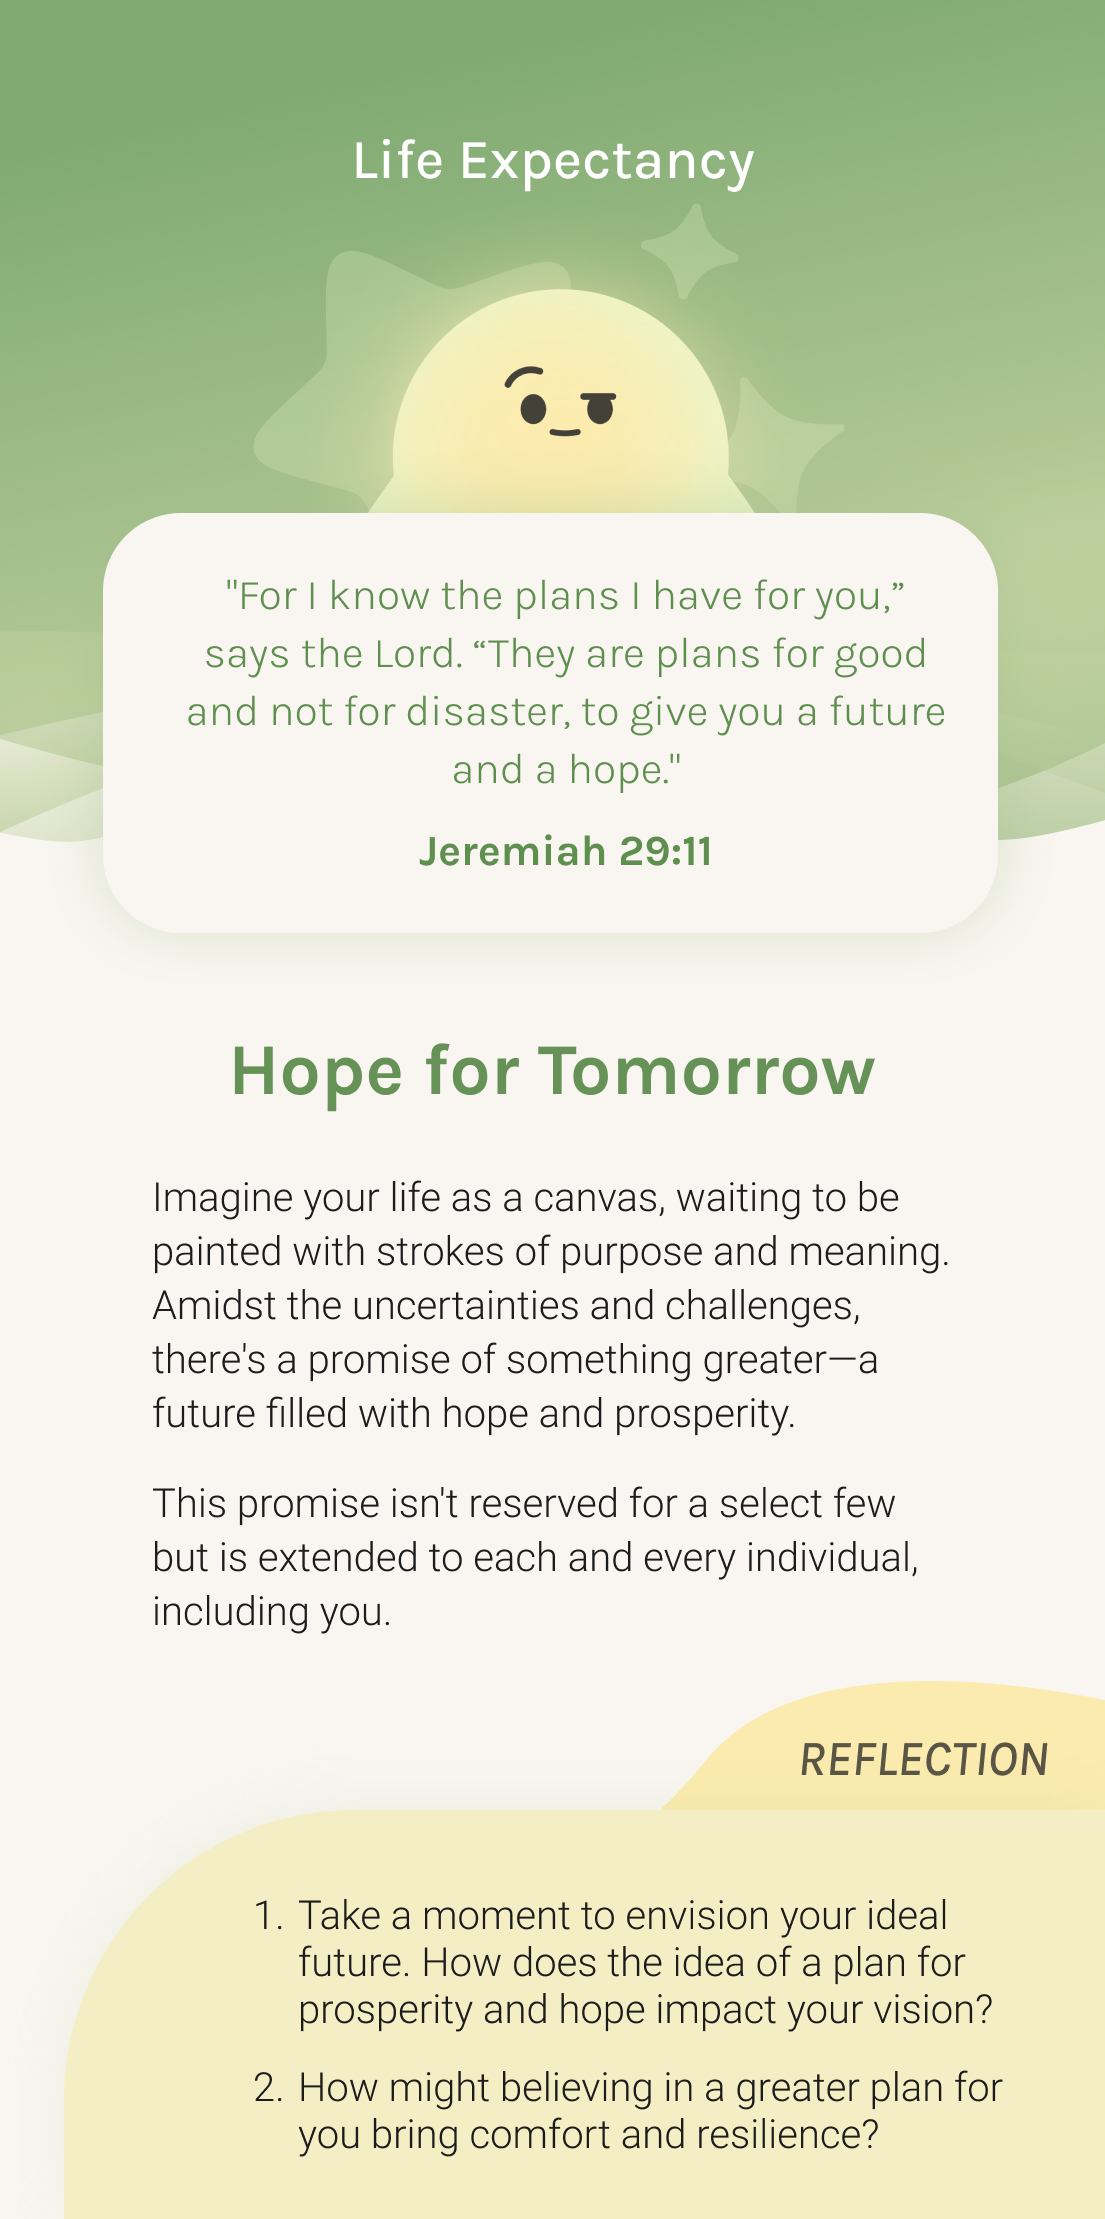 Life Expectancy
"For I know the plans I have for you,”
says the Lord. “They are plans for good
and not for disaster, to give you a future
and a hope."
Jeremiah 29:11
Hope for Tomorrow
Imagine your life as a canvas, waiting to be
painted with strokes of purpose and meaning.
Amidst the uncertainties and challenges,
there's a promise of something greater—a
future filled with hope and prosperity.
This promise isn't reserved for a select few
but is extended to each and every individual,
including you.
REFLECTION
1. Take a moment to envision your ideal
future. How does the idea of a plan for
prosperity and hope impact your vision?
2. How might believing in a greater plan for
you bring comfort and resilience?